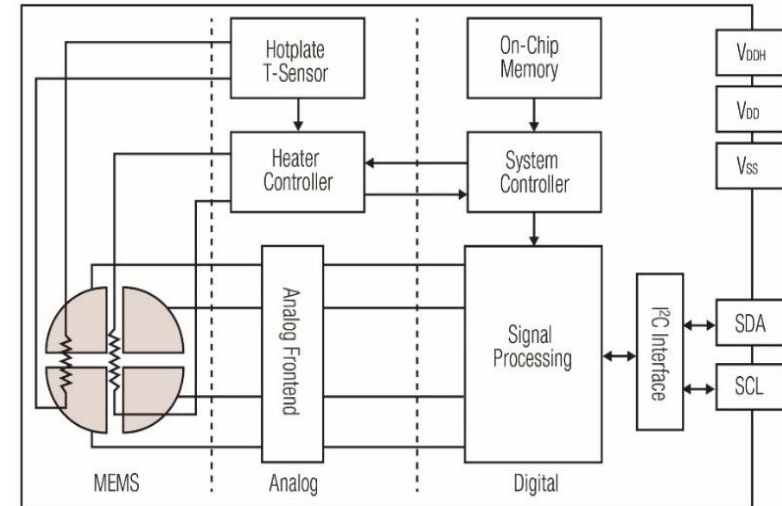 Hotplate
T-Sensor
On-Chip
Memory
VDDH
VDD
VSS
Heater
Controller
System
Controller
Analog Frontend
Signal
Processing
I²C Interface
SDA
SCL
MEMS
Analog
Digital